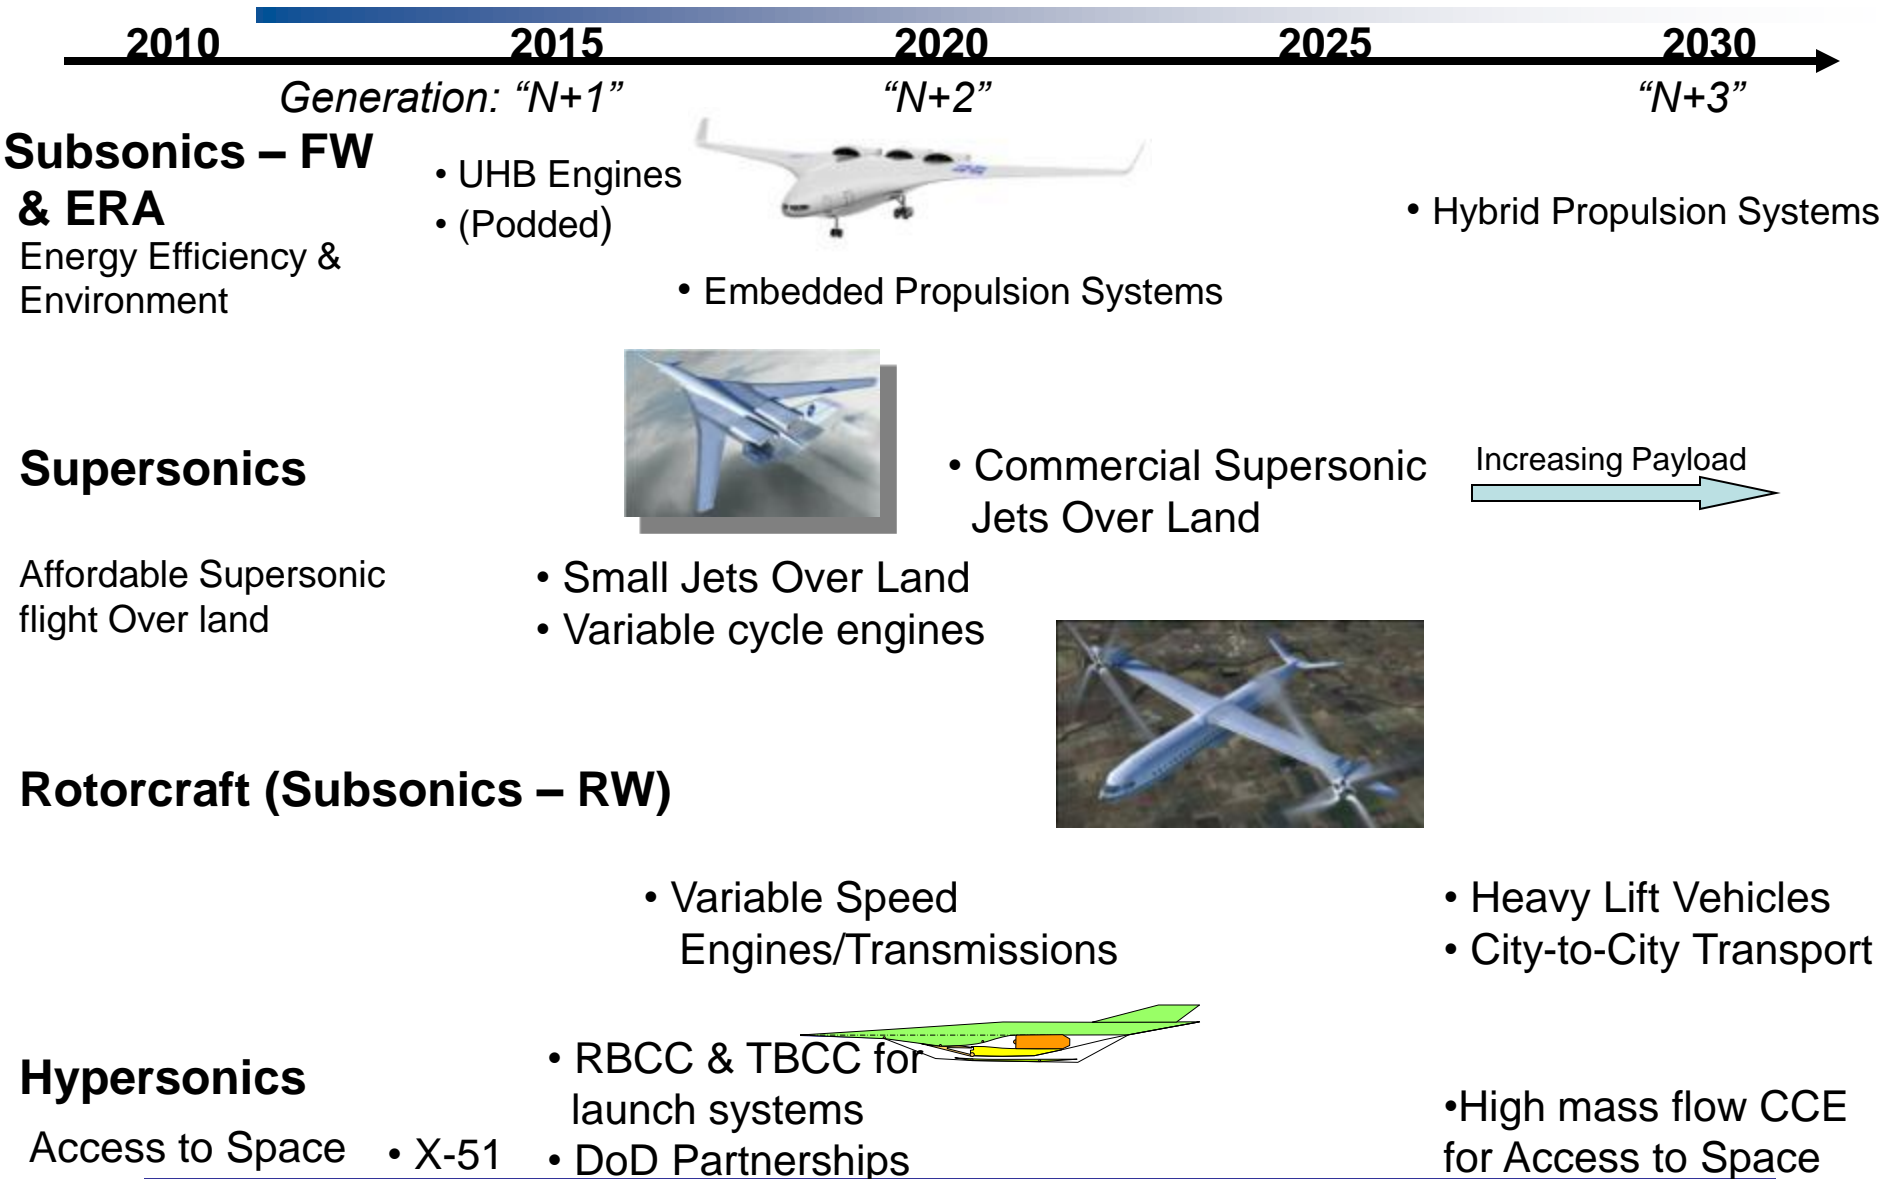 2010 2015 2020 2025 2030
Generation: “N+1” “N+2” “N+3”
Subsonics – FW
& ERA
Energy Efficiency &
Environment
• UHB Engines
• (Podded)
• Embedded Propulsion Systems
• Hybrid Propulsion Systems
Supersonics
Affordable Supersonic
flight Over land
• Small Jets Over Land
• Variable cycle engines
• Commercial Supersonic
Jets Over Land
Increasing Payload
Rotorcraft (Subsonics – RW)
• Variable Speed
Engines/Transmissions
• Heavy Lift Vehicles
• City-to-City Transport
Hypersonics
Access to Space
• X-51
• RBCC & TBCC for
launch systems
• DoD Partnerships
•High mass flow CCE
for Access to Space